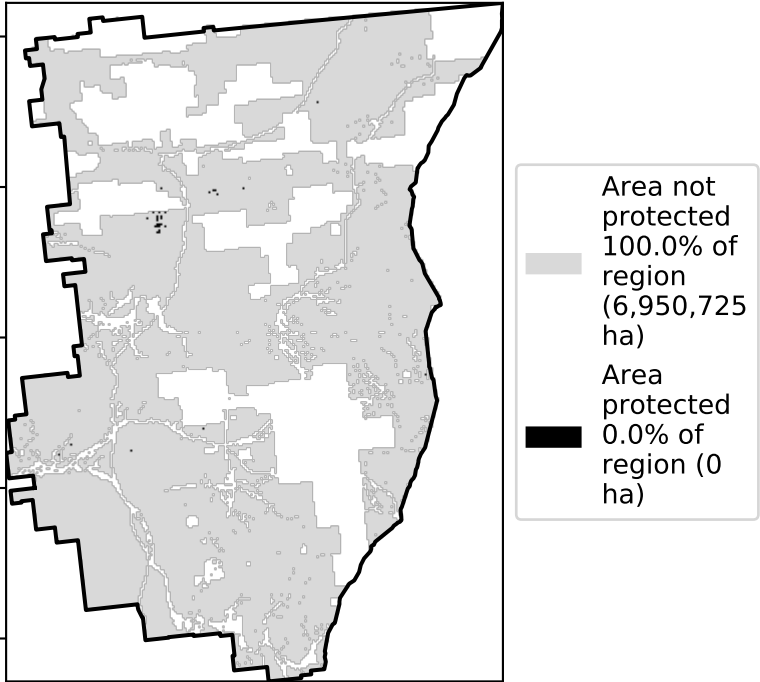 Area not
protected
100.0% of
region
(6,950,725
ha)
Area
protected
0.0% of
region (0
ha)